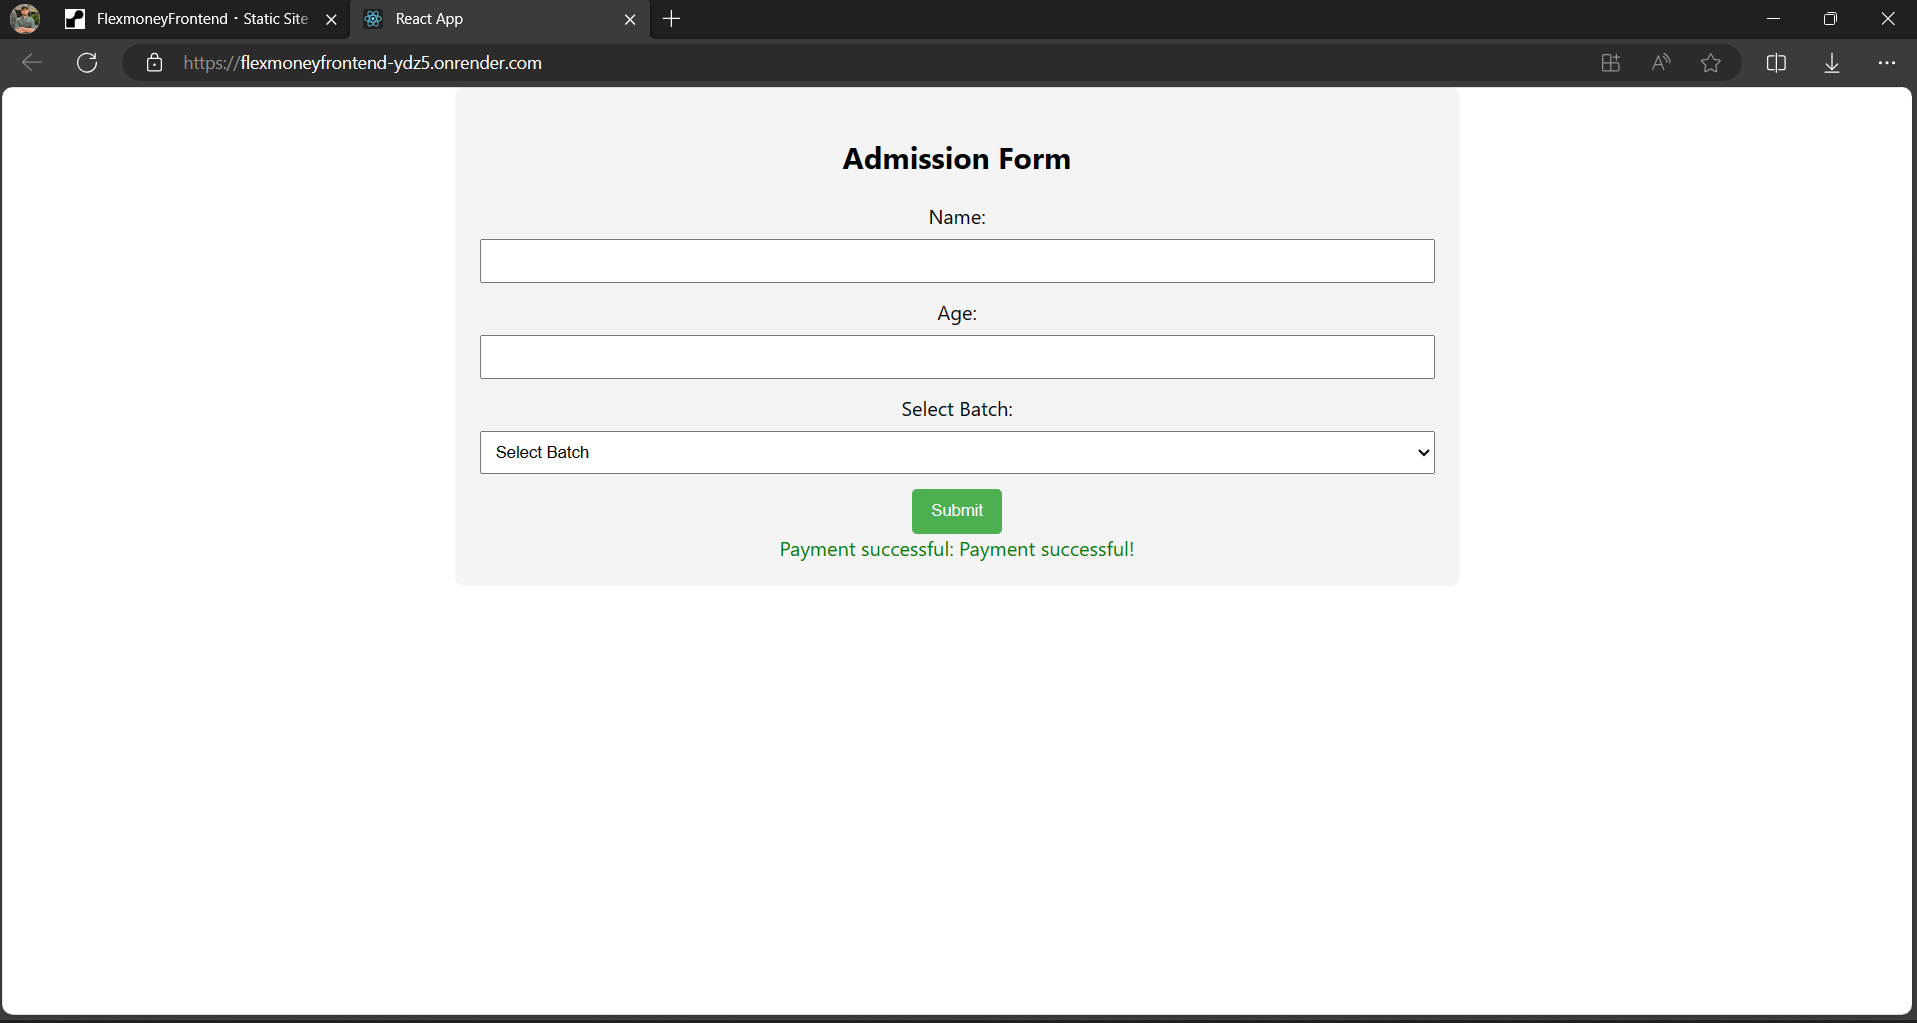 FlexmoneyFrontend · Static Site
React App
https://flexmoneyfrontend-ydz5.onrender.com
Admission Form
Name:
Age:
Select Batch:
Select Batch
Submit
Payment successful: Payment successful!